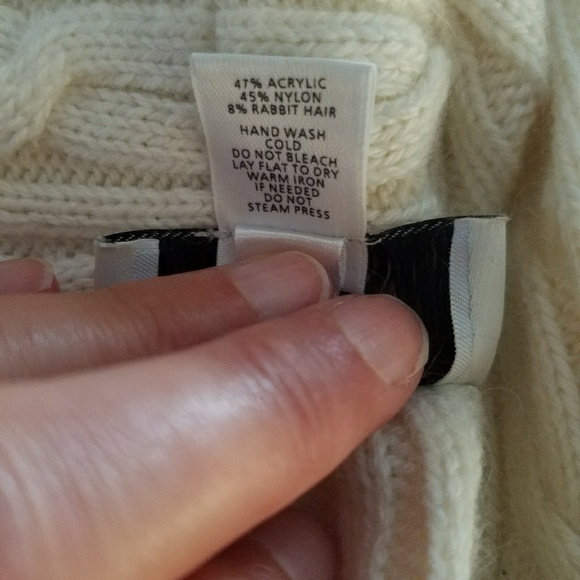 47% ACRYLIC
45% NYLON
8% RABBIT HAIR
HAND WASH
COLD
DO NOT BLEACH
LAY FLAT TO DRY
WARM IRON
IF NEEDED
DO NOT
STEAM PRESS